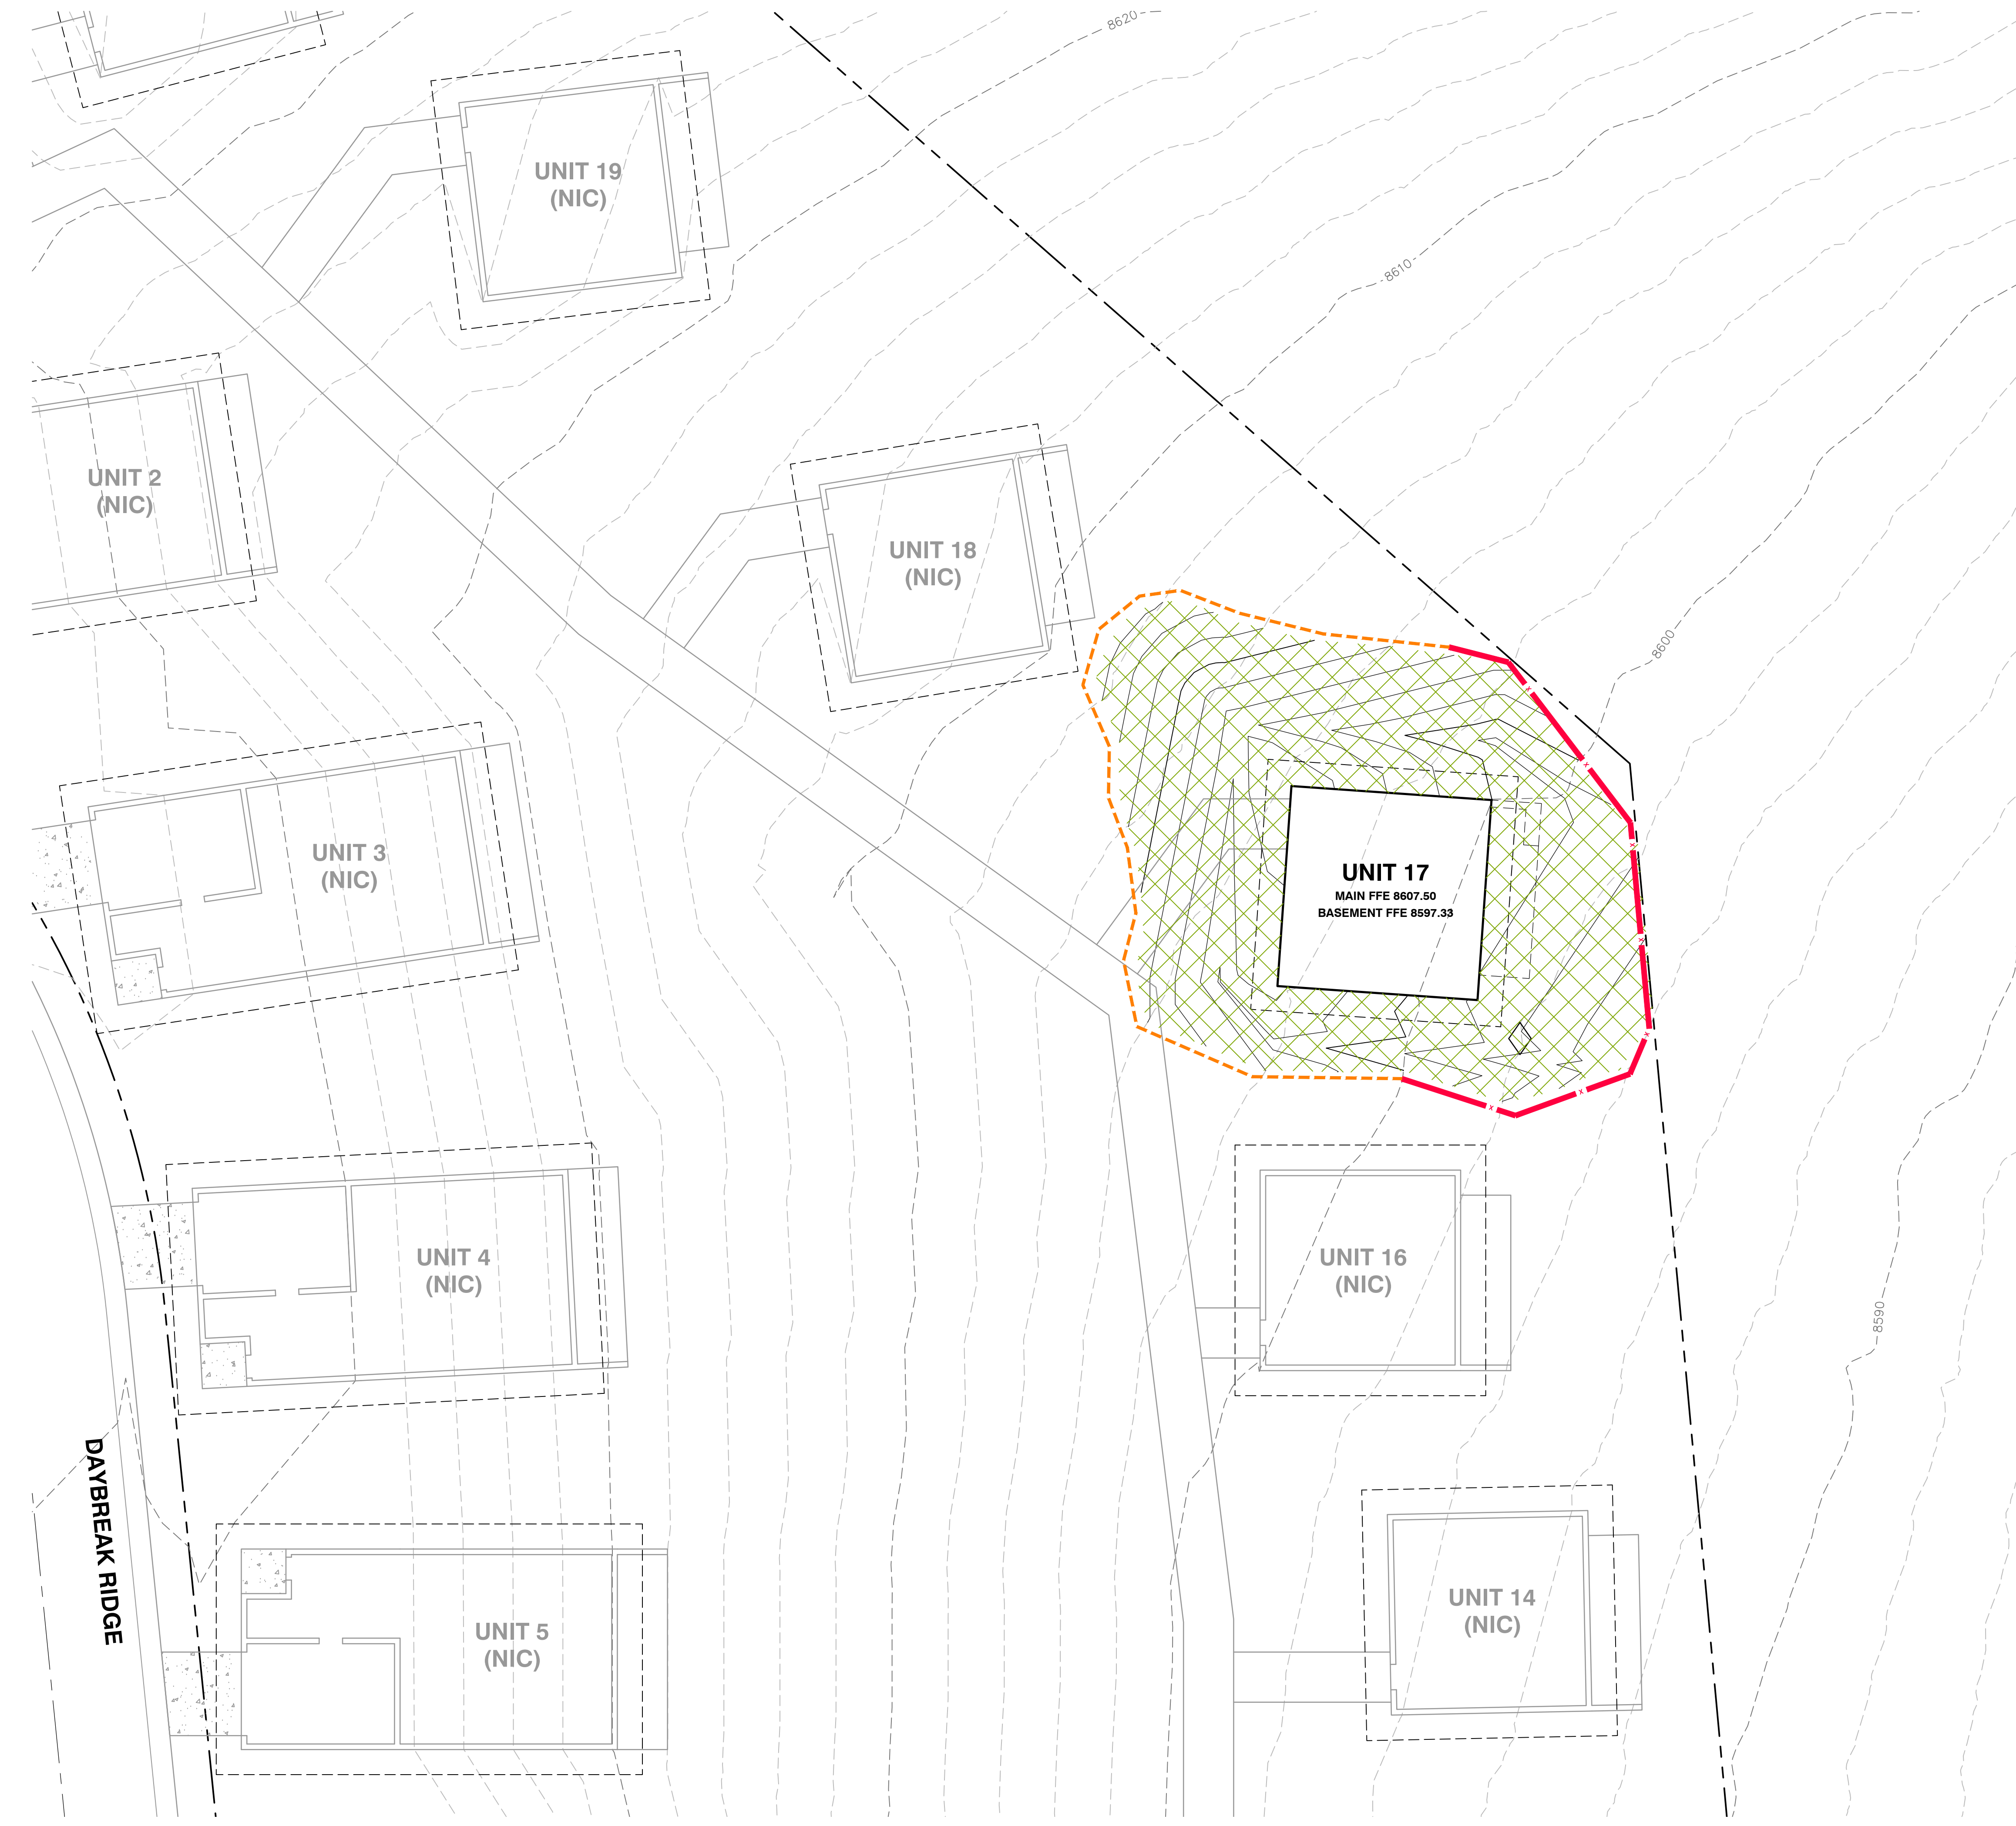 8620
UNIT 19
(NIC)
8610
UNIT 2
(NIC)
UNIT 18
(NIC)
8600
UNIT 3
(NIC)
UNIT 17
MAIN FFE 8607.50
BASEMENT FFE 8597.33
UNIT 4
(NIC)
UNIT 16
(NIC)
8590
DAYBREAK RIDGE
UNIT 5
(NIC)
UNIT 14
(NIC)